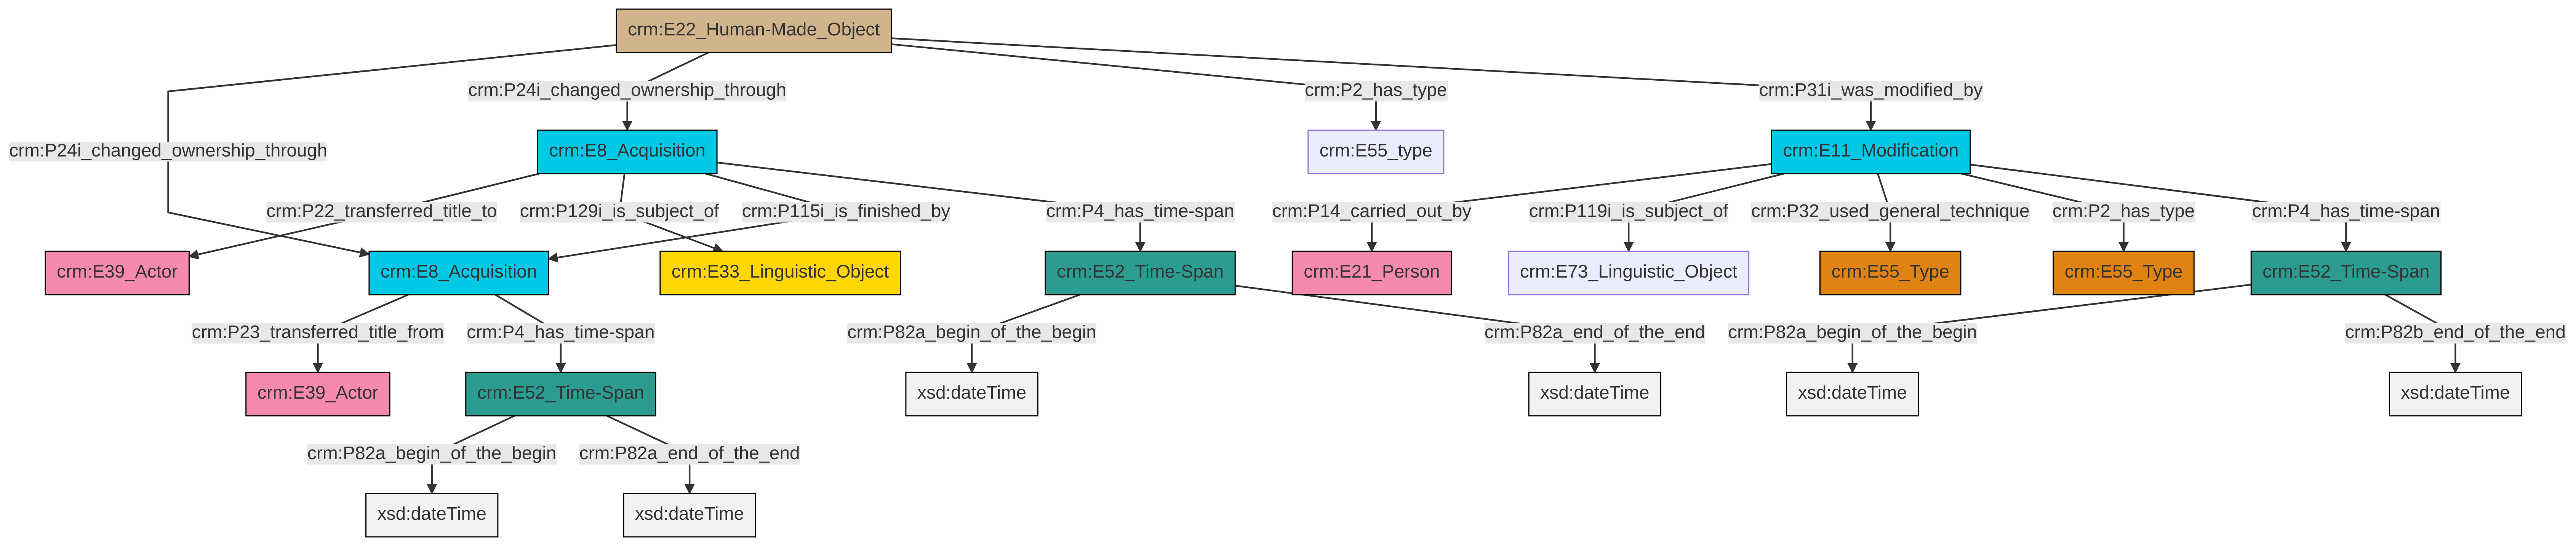 crm:E22_Human-Made_Object
crm:P24i_changed_ownership_through
crm:P2_has_type
crm:P31i_was_modified_by
crm:P24i_changed_ownership_through
crm:E8_Acquisition
crm:E55_type
crm:E11_Modification
crm:P22_transferred_title_to
crm:P129i_is_subject_of
crm:P115i_is_finished_by
crm:P4_has_time-span
crm:P14_carried_out_by
crm:P119i_is_subject_of
crm:P32_used_general_technique
crm:P2_has_type
crm:P4_has_time-span
crm:E39_Actor
crm:E8_Acquisition
crm:E33_Linguistic_Object
crm:E52_Time-Span
crm:E21_Person
crm:E73_Linguistic_Object
crm:E55_Type
crm:E55_Type
crm:E52_Time-Span
crm:P23_transferred_title_from
crm:P4_has_time-span
crm:P82a_begin_of_the_begin
crm:P82a_end_of_the_end
crm:P82a_begin_of_the_begin
crm:P82b_end_of_the_end
crm:E39_Actor
crm:E52_Time-Span
xsd:dateTime
xsd:dateTime
xsd:dateTime
xsd:dateTime
crm:P82a_begin_of_the_begin
crm:P82a_end_of_the_end
xsd:dateTime
xsd:dateTime